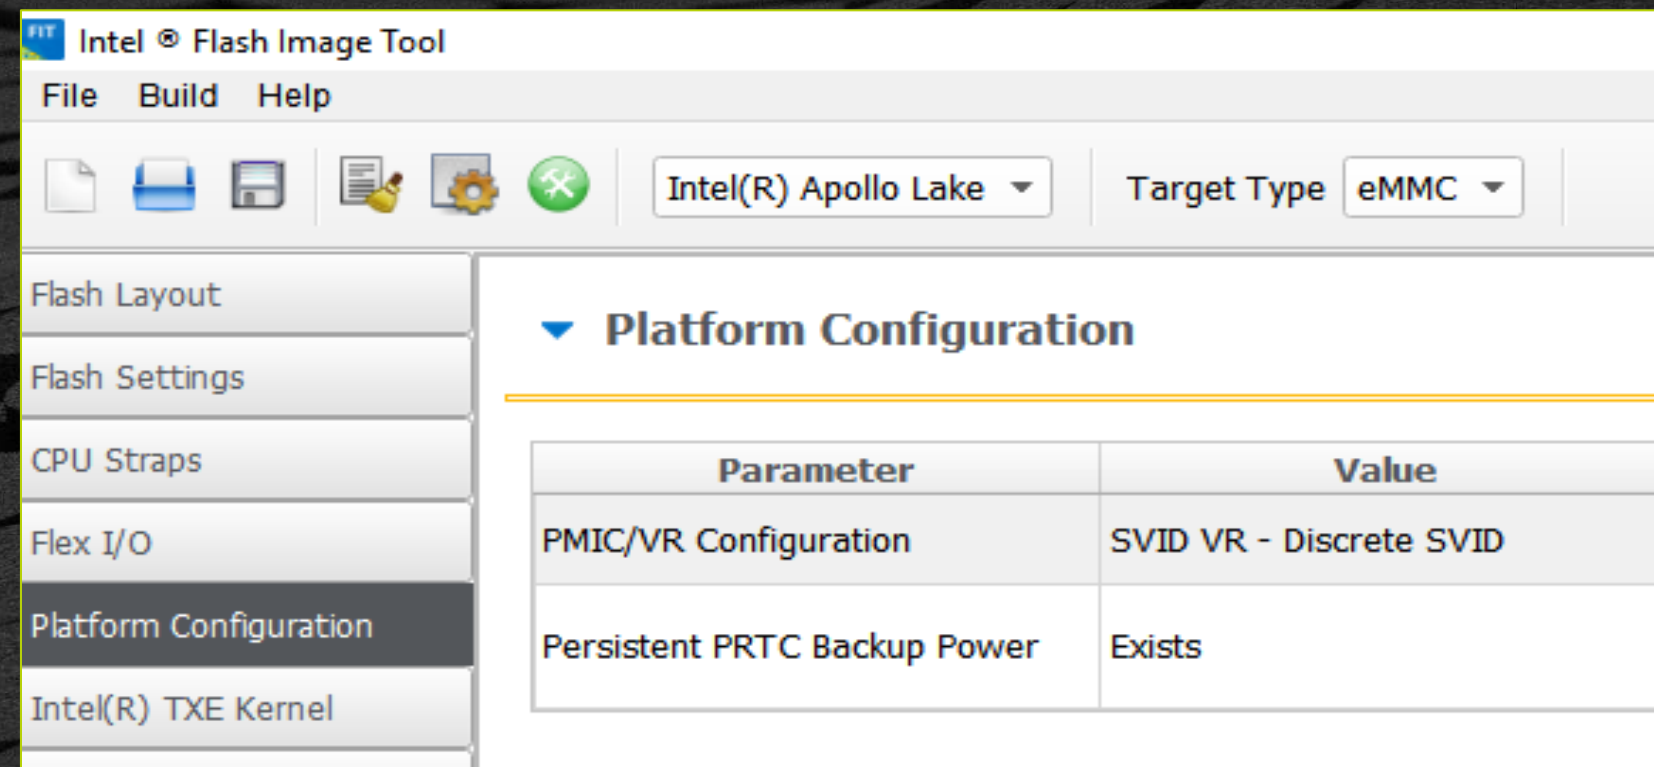 FIT Intel ® Flash Image Tool
File Build Help
Intel(R) Apollo Lake Target Type eMMC
Flash Layout
Flash Settings
CPU Straps
Flex I/O
Platform Configuration
Intel(R) TXE Kernel
Platform Configuration
Parameter Value
PMIC/VR Configuration SVID VR - Discrete SVID
Persistent PRTC Backup Power Exists